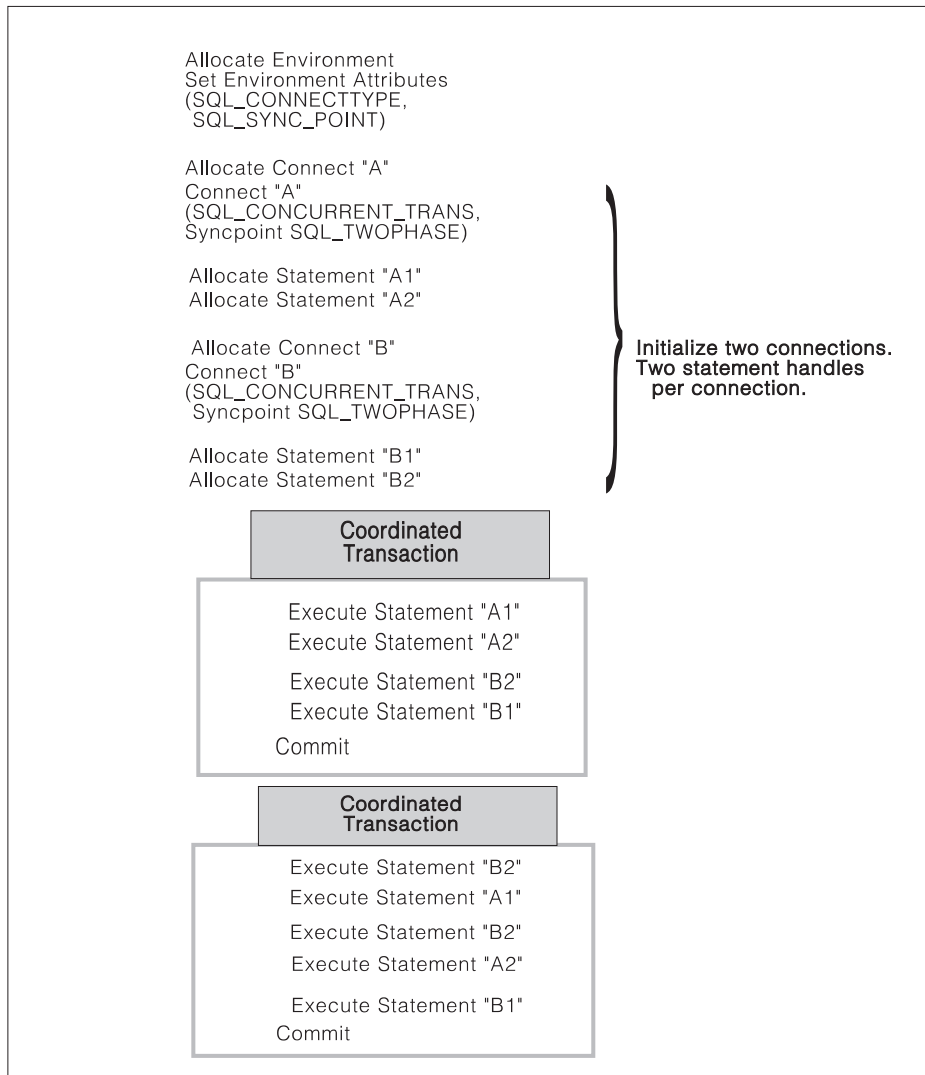 Allocate Environment
Set Environment Attributes
(SQL_CONNECTTYPE,
SQL_SYNC_POINT)
Allocate Connect "A"
Connect "A"
(SQL_CONCURRENT_TRANS,
Syncpoint SQL_TWOPHASE)
Allocate Statement "A1"
Allocate Statement "A2"
Allocate Connect "B"
Connect "B"
(SQL_CONCURRENT_TRANS,
Syncpoint SQL_TWOPHASE)
Allocate Statement "B1"
Allocate Statement "B2"
Initialize two connections.
Two statement handles
per connection.
Coordinated
Transaction
Execute Statement "A1"
Execute Statement "A2"
Execute Statement "B2"
Execute Statement "B1"
Commit
Coordinated
Transaction
Execute Statement "B2"
Execute Statement "A1"
Execute Statement "B2"
Execute Statement "A2"
Execute Statement "B1"
Commit